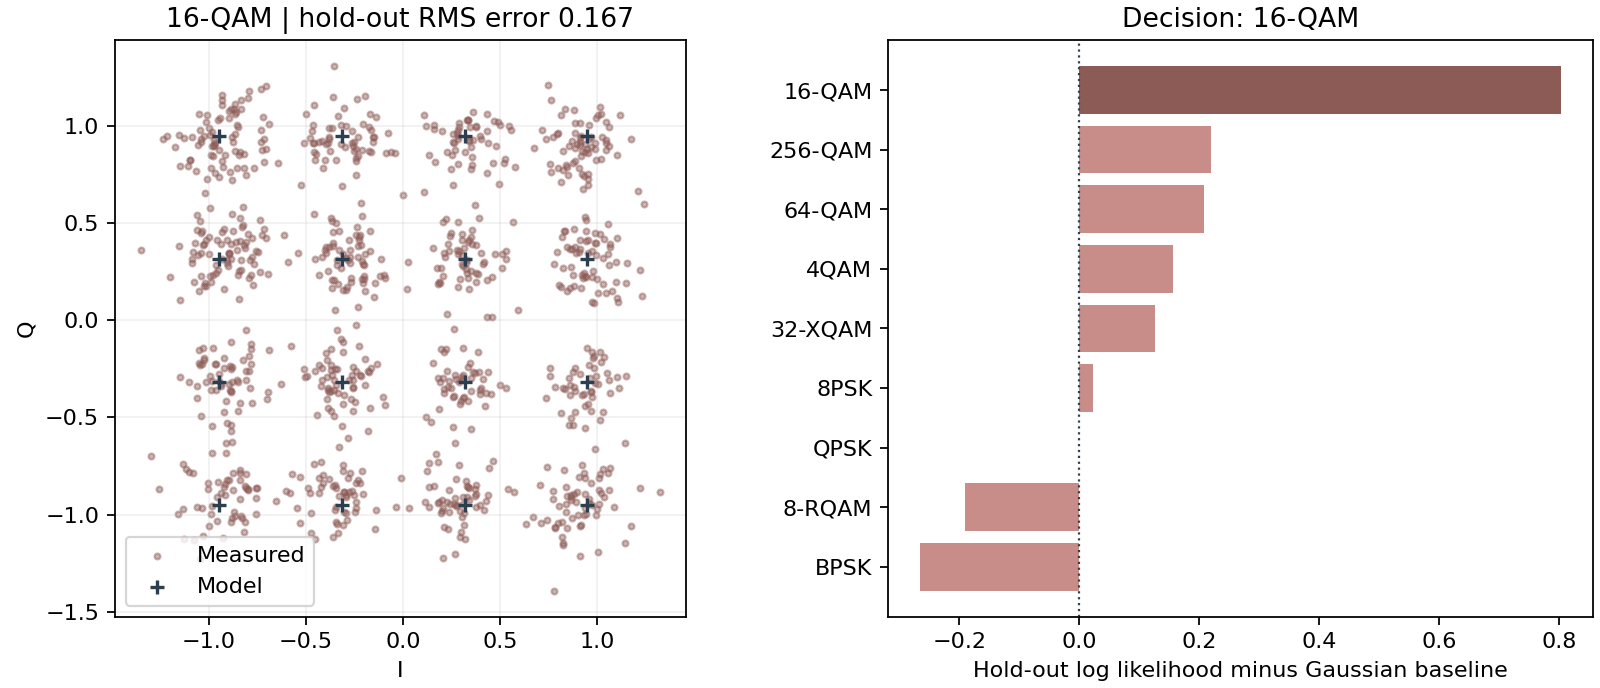 16-QAM | hold-out RMS error 0.167
1.0
0.5
0.0
−0.5
−1.0
−1.5
Q
Measured
Model
−1.0
−0.5
0.0
0.5
1.0
I
Decision: 16-QAM
16-QAM
256-QAM
64-QAM
4QAM
32-XQAM
8PSK
QPSK
8-RQAM
BPSK
−0.2
0.0
0.2
0.4
0.6
0.8
Hold-out log likelihood minus Gaussian baseline